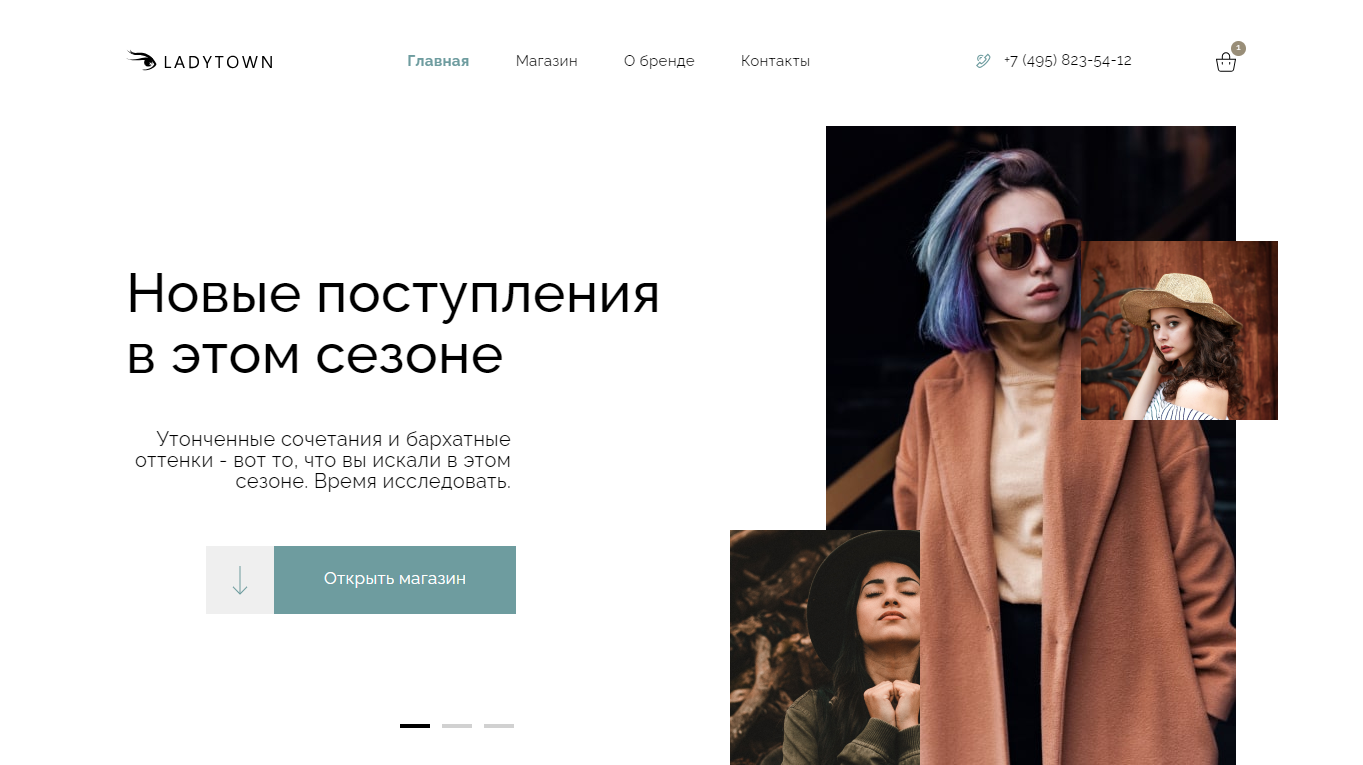 LADYTOWN
Главная
Магазин
О бренде
Контакты
+7 (495) 823-54-12
1
Новые поступления
в этом сезоне
Утонченные сочетания и бархатные
оттенки - вот то, что вы искали в этом
сезоне. Время исследовать.
Открыть магазин